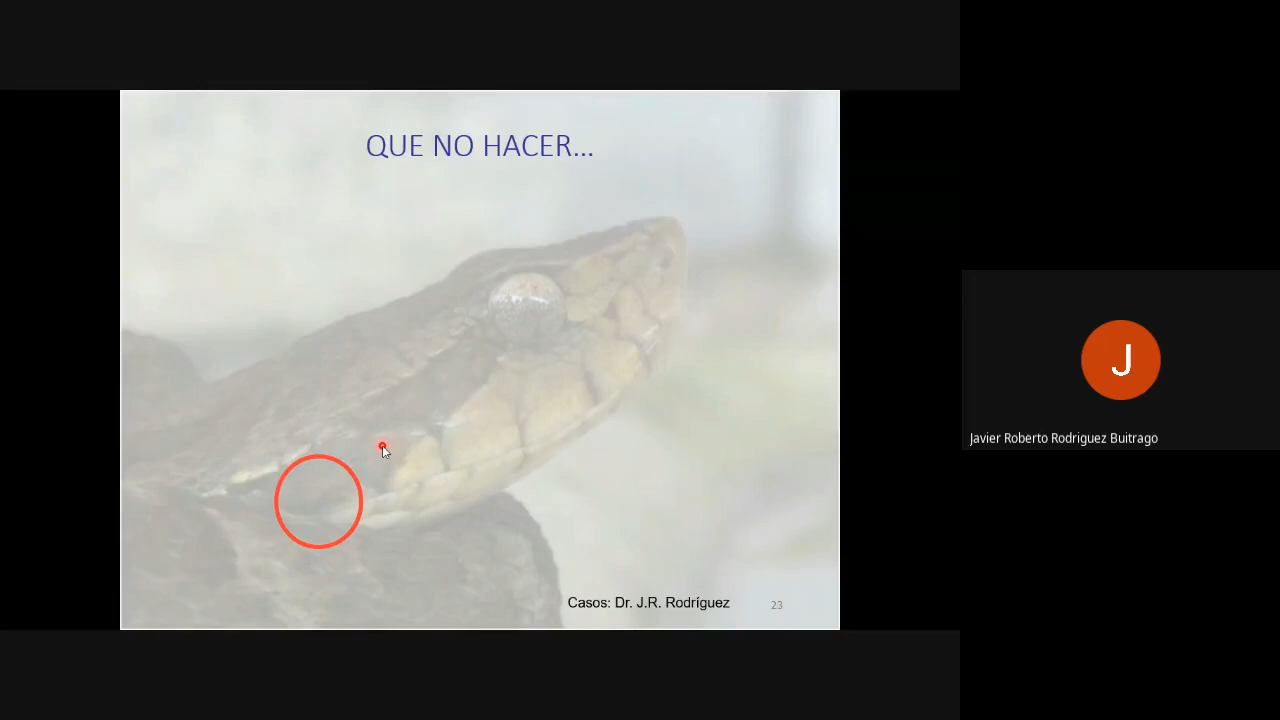 QUE NO HACER...
Casos: Dr. J.R. Rodríguez
23
J
Javier Roberto Rodriguez Buitrago